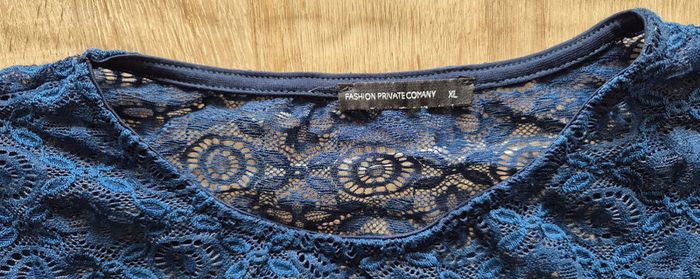 FASHION PRIVATE COMANY XL